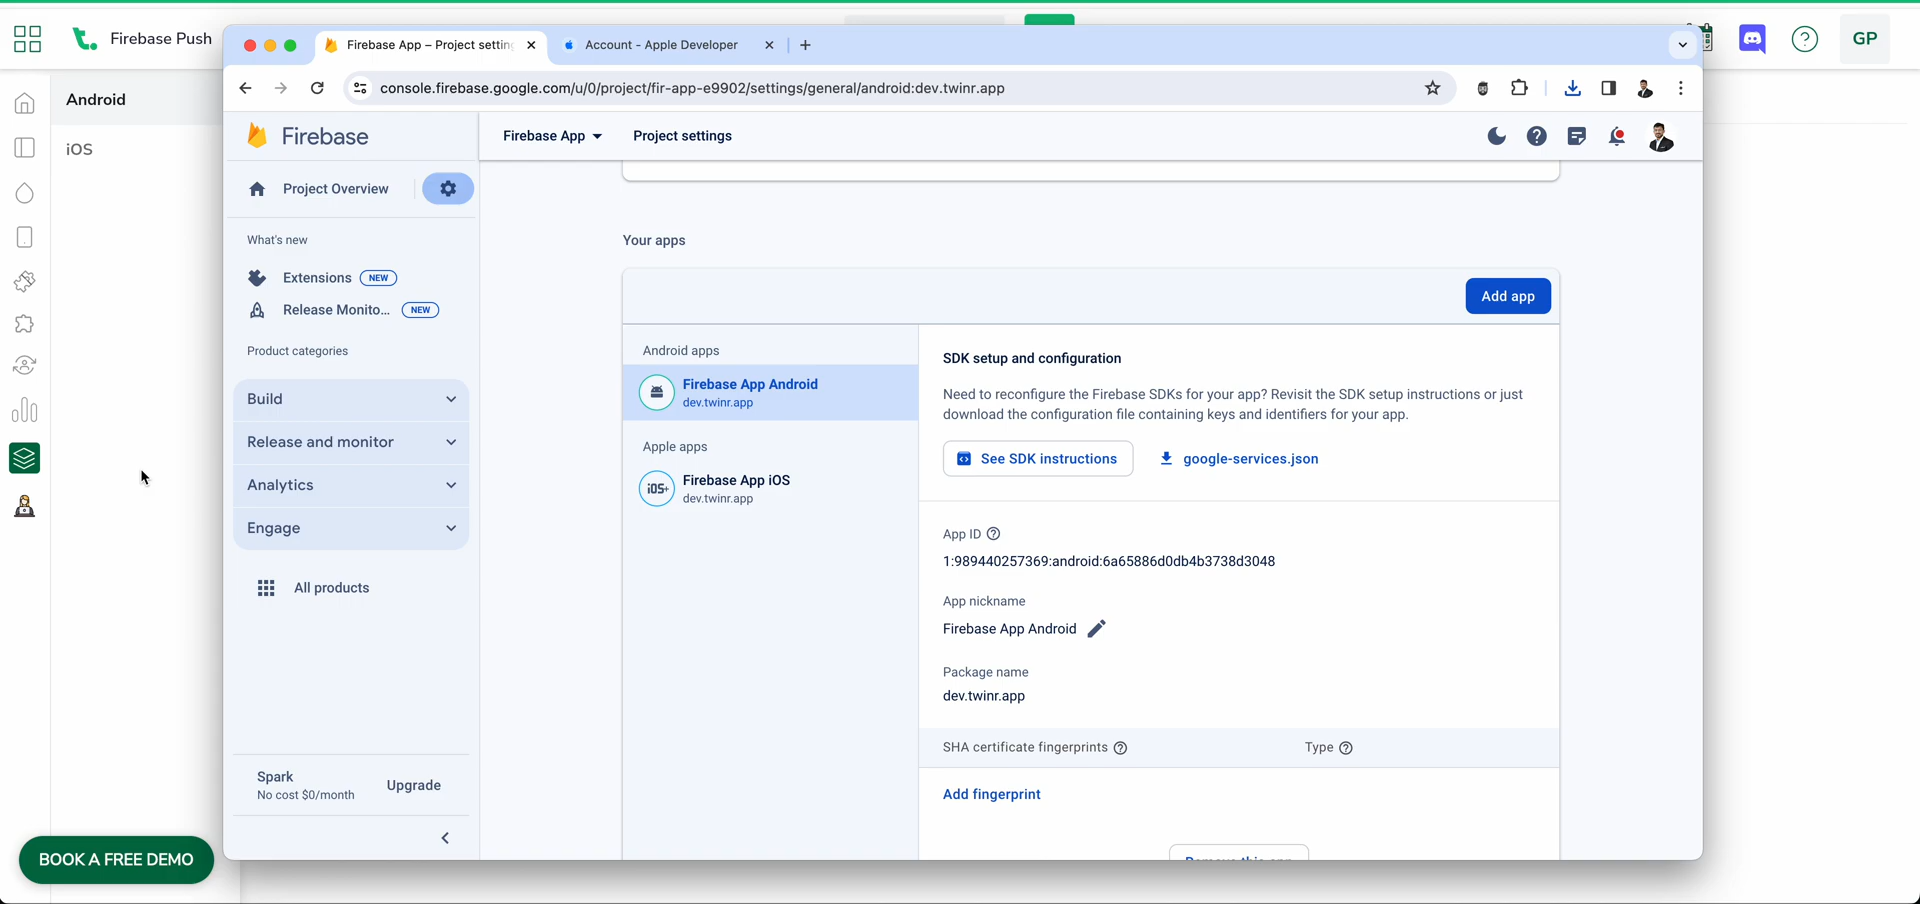 Firebase Push
GP
Android
iOS
BOOK A FREE DEMO
Firebase App – Project settin
Account - Apple Developer
console.firebase.google.com/u/0/project/fir-app-e9902/settings/general/android:dev.twinr.app
Firebase
Firebase App
Project settings
Project Overview
What's new
Extensions NEW
Release Monito... NEW
Product categories
Build
Release and monitor
Analytics
Engage
All products
Spark
No cost $0/month
Upgrade
Your apps
Add app
Android apps
Firebase App Android
dev.twinr.app
Apple apps
iOS+
Firebase App iOS
dev.twinr.app
SDK setup and configuration
Need to reconfigure the Firebase SDKs for your app? Revisit the SDK setup instructions or just
download the configuration file containing keys and identifiers for your app.
See SDK instructions
google-services.json
App ID
1:989440257369:android:6a65886d0db4b3738d3048
App nickname
Firebase App Android
Package name
dev.twinr.app
SHA certificate fingerprints
Type
Add fingerprint